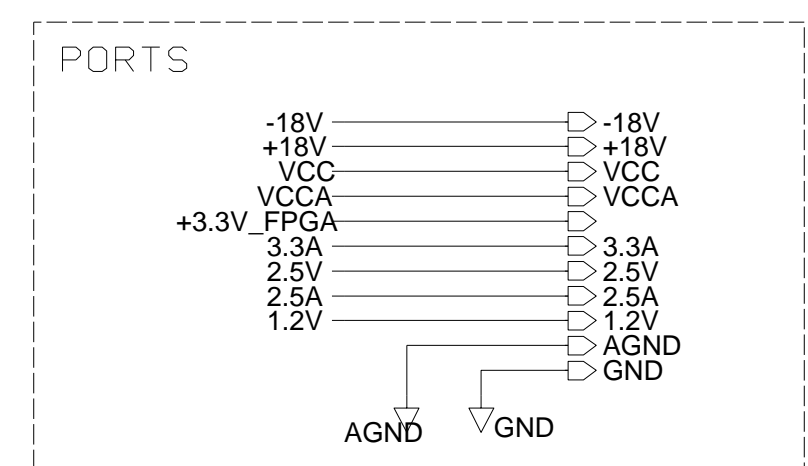 PORTS
-18V -18V
+18V +18V
VCC VCC
VCCA VCCA
+3.3V_FPGA
3.3A 3.3A
2.5V 2.5V
2.5A 2.5A
1.2V 1.2V
AGND
GND
AGND GND